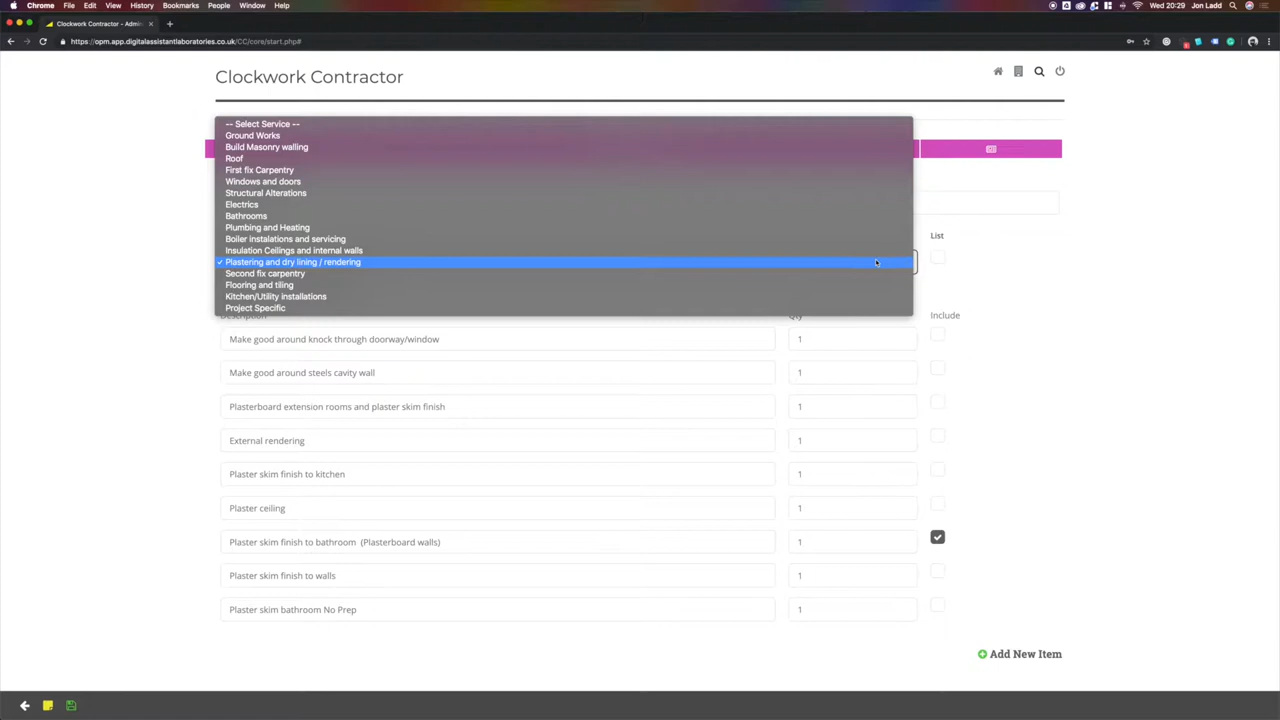 Chrome File Edit View History Bookmarks People Window Help Wed 20:29 Jon Ladd
Clockwork Contractor - Admi
https://opm.app.digitalassistantlaboratories.co.uk/CC/core/start.php#
Clockwork Contractor
-- Select Service --
Ground Works
Build Masonry walling
Roof
First fix Carpentry
Windows and doors
Structural Alterations
Electrics
Bathrooms
Plumbing and Heating
List
Boiler instalations and servicing
Insulation Ceilings and internal walls
✓ Plastering and dry lining / rendering
Second fix carpentry
Flooring and tiling
Kitchen/Utility installations
Project Specific
Description Qty Include
Make good around knock through doorway/window 1
Make good around steels cavity wall 1
Plasterboard extension rooms and plaster skim finish 1
External rendering 1
Plaster skim finish to kitchen 1
Plaster ceiling 1
Plaster skim finish to bathroom (Plasterboard walls) 1
Plaster skim finish to walls 1
Plaster skim bathroom No Prep 1
Add New Item